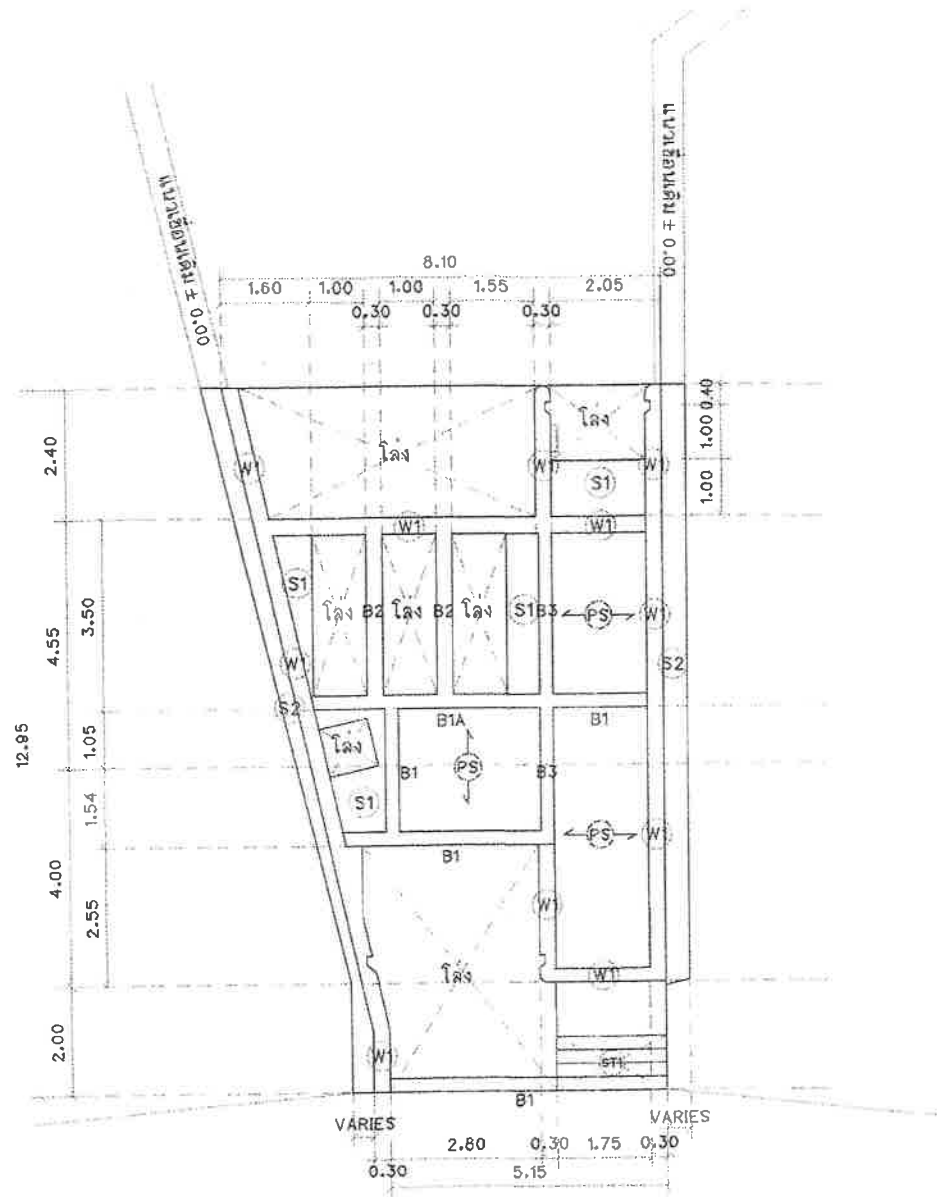 แนวเขื่อนเดิม ± 0.00
แนวเขื่อนเดิม ± 0.00
8.10
1.60 1.00 1.00 1.55 2.05
0.30 0.30 0.30
0.40
2.40
โล่ง
โล่ง
1.00
W1 W1 W1
S1
1.00
W1 W1
S1
3.50
4.55
โล่ง B2 โล่ง B2 โล่ง S1 B3 PS W1
W1
S2
S2
B1A B1
12.95
1.05
โล่ง
B1 PS B3
S1
1.54
PS W1
B1
4.00
2.55
W1
โล่ง
W1
2.00
W1
ST1
B1
VARIES VARIES
2.80 0.30 1.75 0.30
0.30 5.15